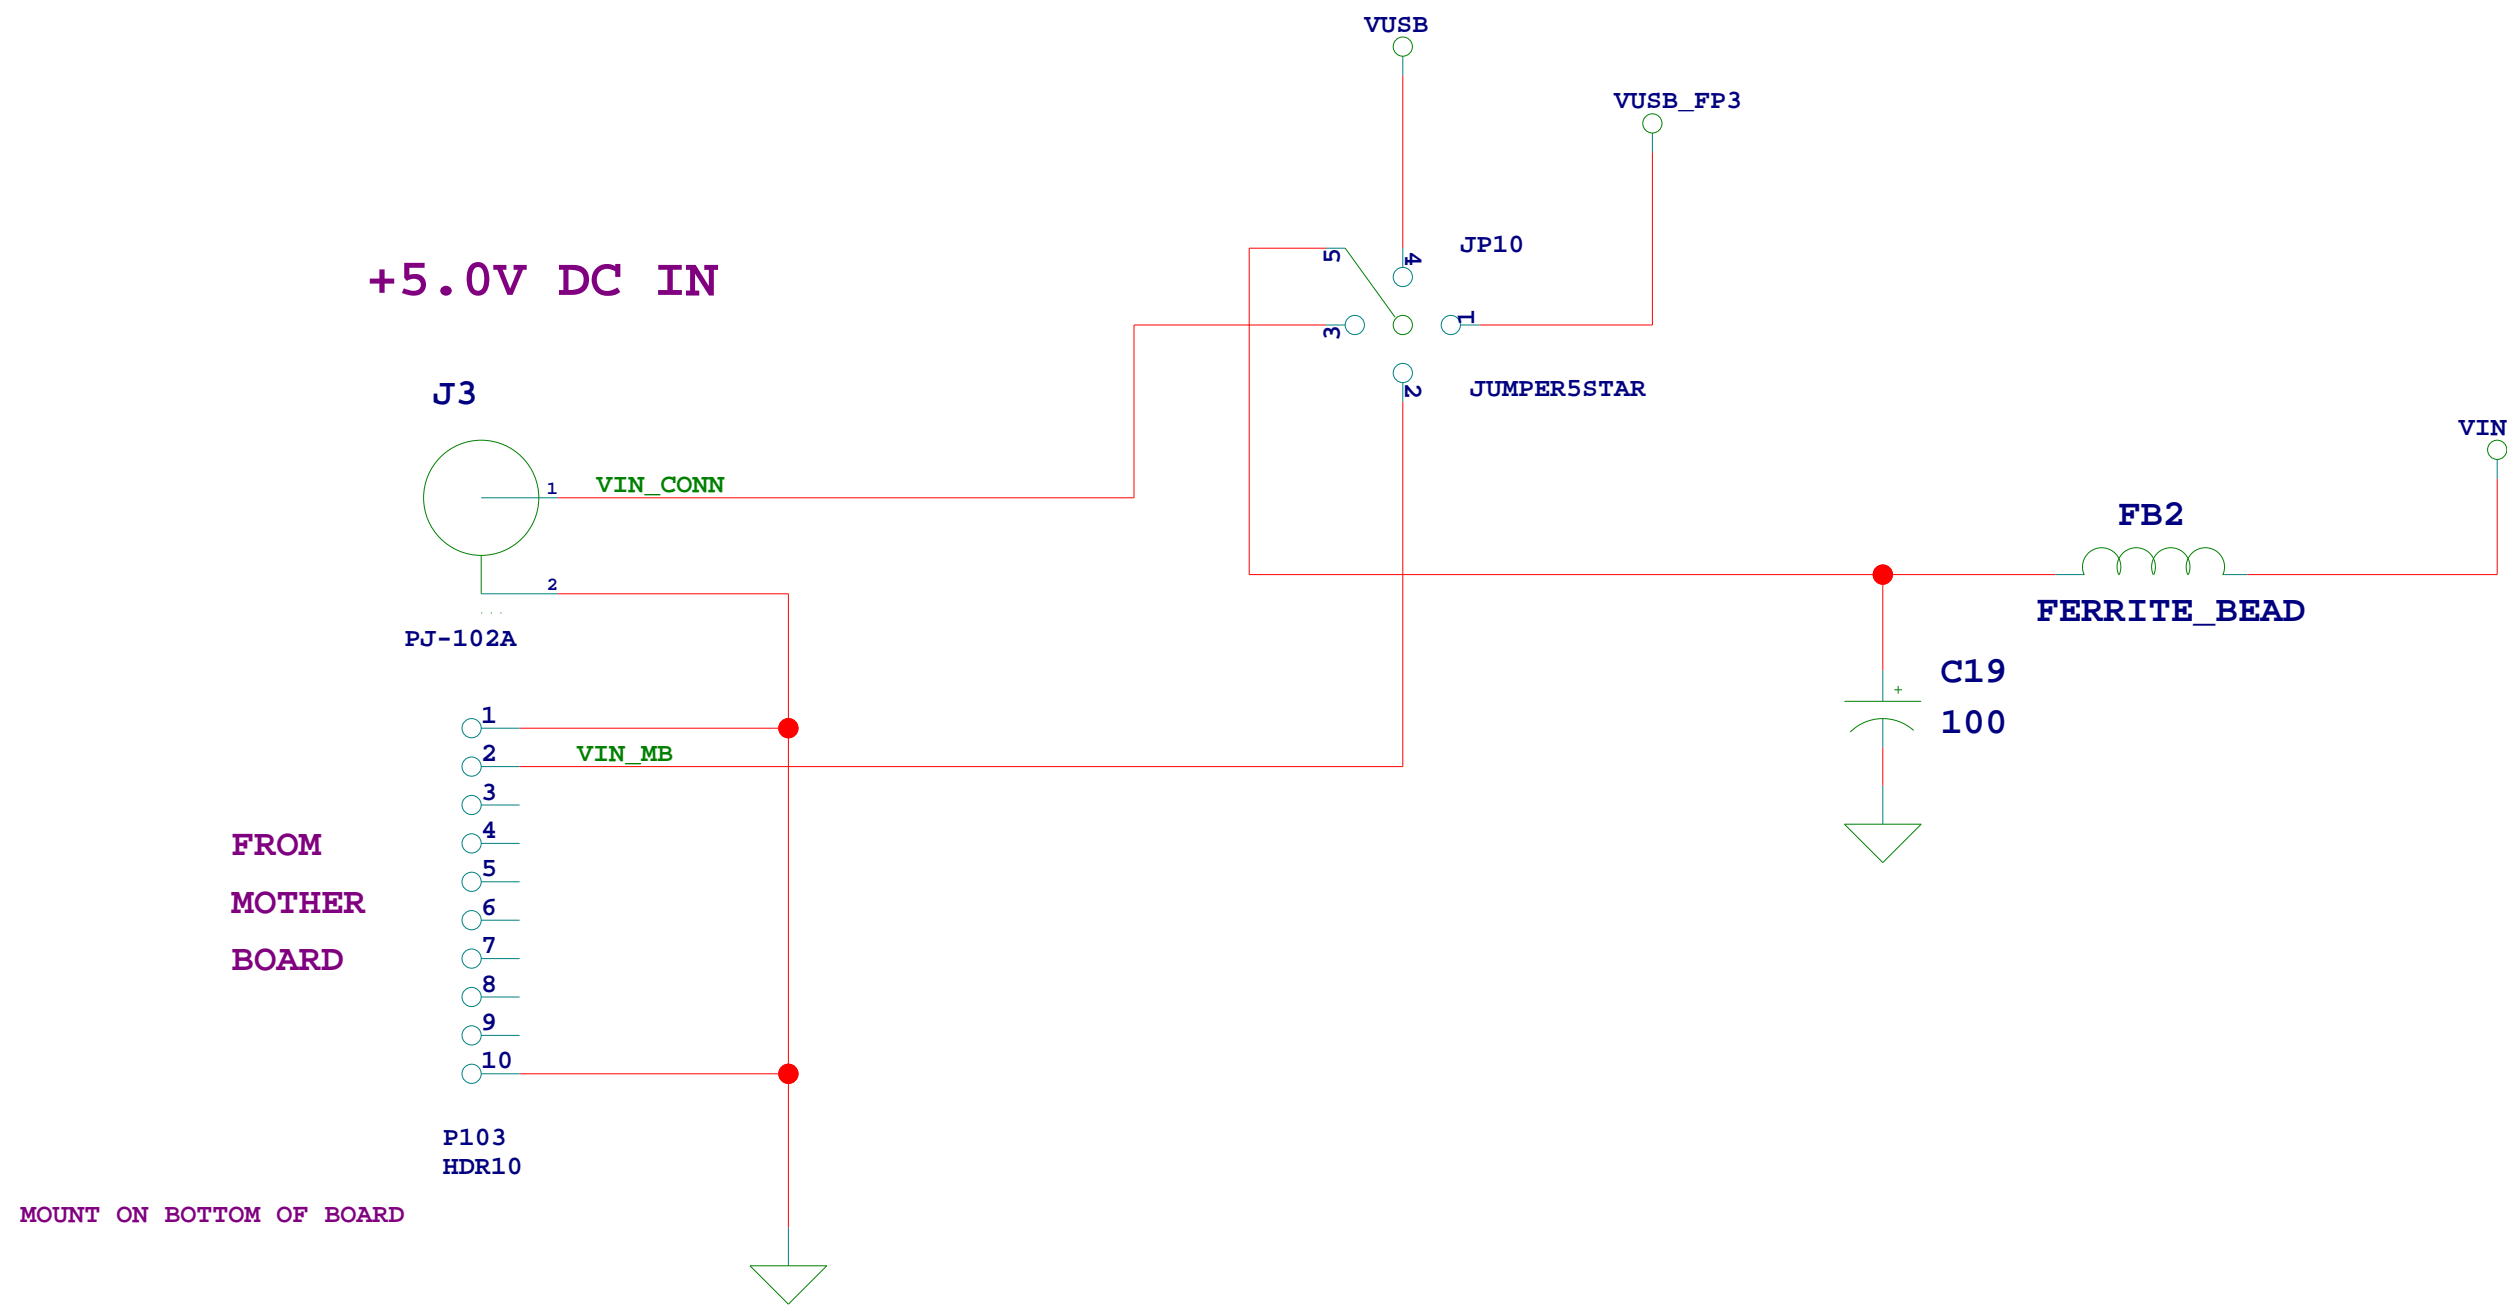 VUSB
VUSB_FP3
JP10
5
4
+5.0V DC IN
3
1
2
JUMPER5STAR
J3
VIN
1
VIN_CONN
FB2
2
FERRITE_BEAD
PJ-102A
C19
+
100
1
2
VIN_MB
3
4
5
6
7
8
9
10
FROM
MOTHER
BOARD
P103
HDR10
MOUNT ON BOTTOM OF BOARD